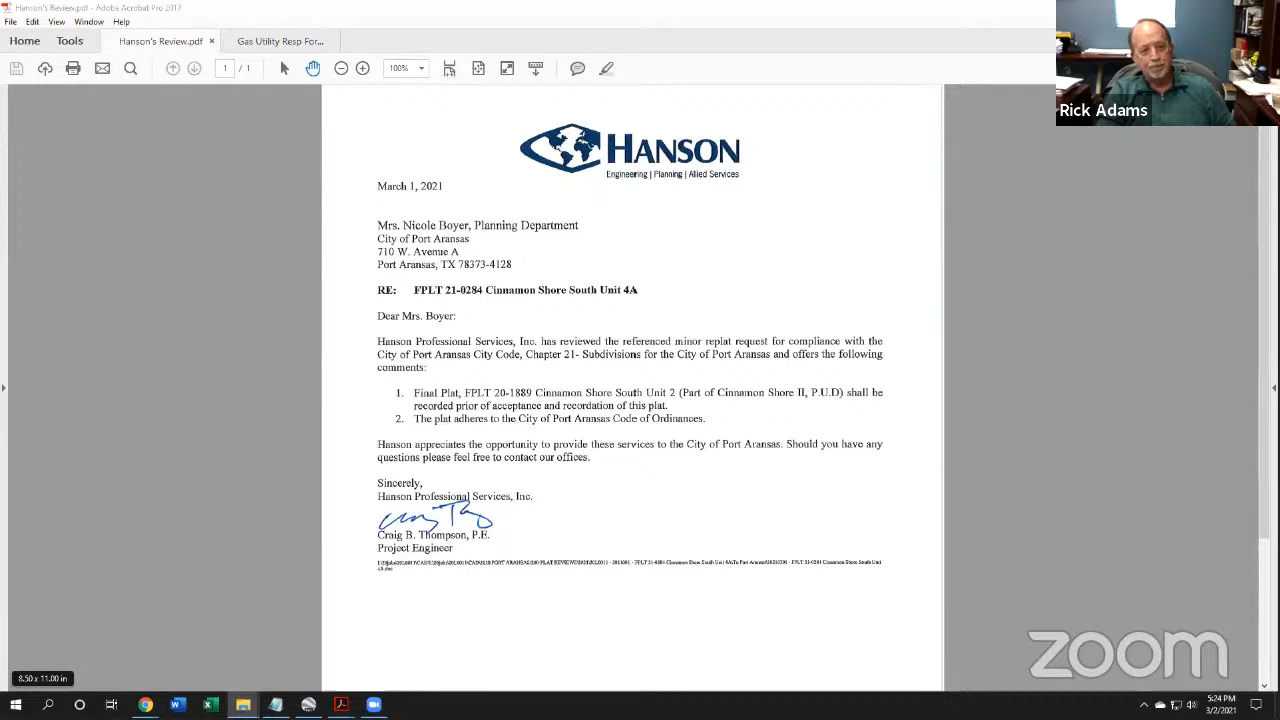 Hanson's Review.pdf - Adobe Acrobat Pro 2017
File Edit View Window Help
Home Tools Hanson's Review.pdf × Gas Utility Resp For...
1 / 1 100%
Rick Adams
HANSON
Engineering | Planning | Allied Services
March 1, 2021
Mrs. Nicole Boyer, Planning Department
City of Port Aransas
710 W. Avenue A
Port Aransas, TX 78373-4128
RE: FPLT 21-0284 Cinnamon Shore South Unit 4A
Dear Mrs. Boyer:
Hanson Professional Services, Inc. has reviewed the referenced minor replat request for compliance with the
City of Port Aransas City Code, Chapter 21- Subdivisions for the City of Port Aransas and offers the following
comments:
1. Final Plat, FPLT 20-1889 Cinnamon Shore South Unit 2 (Part of Cinnamon Shore II, P.U.D) shall be
recorded prior of acceptance and recordation of this plat.
2. The plat adheres to the City of Port Aransas Code of Ordinances.
Hanson appreciates the opportunity to provide these services to the City of Port Aransas. Should you have any
questions please feel free to contact our offices.
Sincerely,
Hanson Professional Services, Inc.
Craig B. Thompson, P.E.
Project Engineer
8.50 x 11.00 in
zoom
5:24 PM
3/2/2021